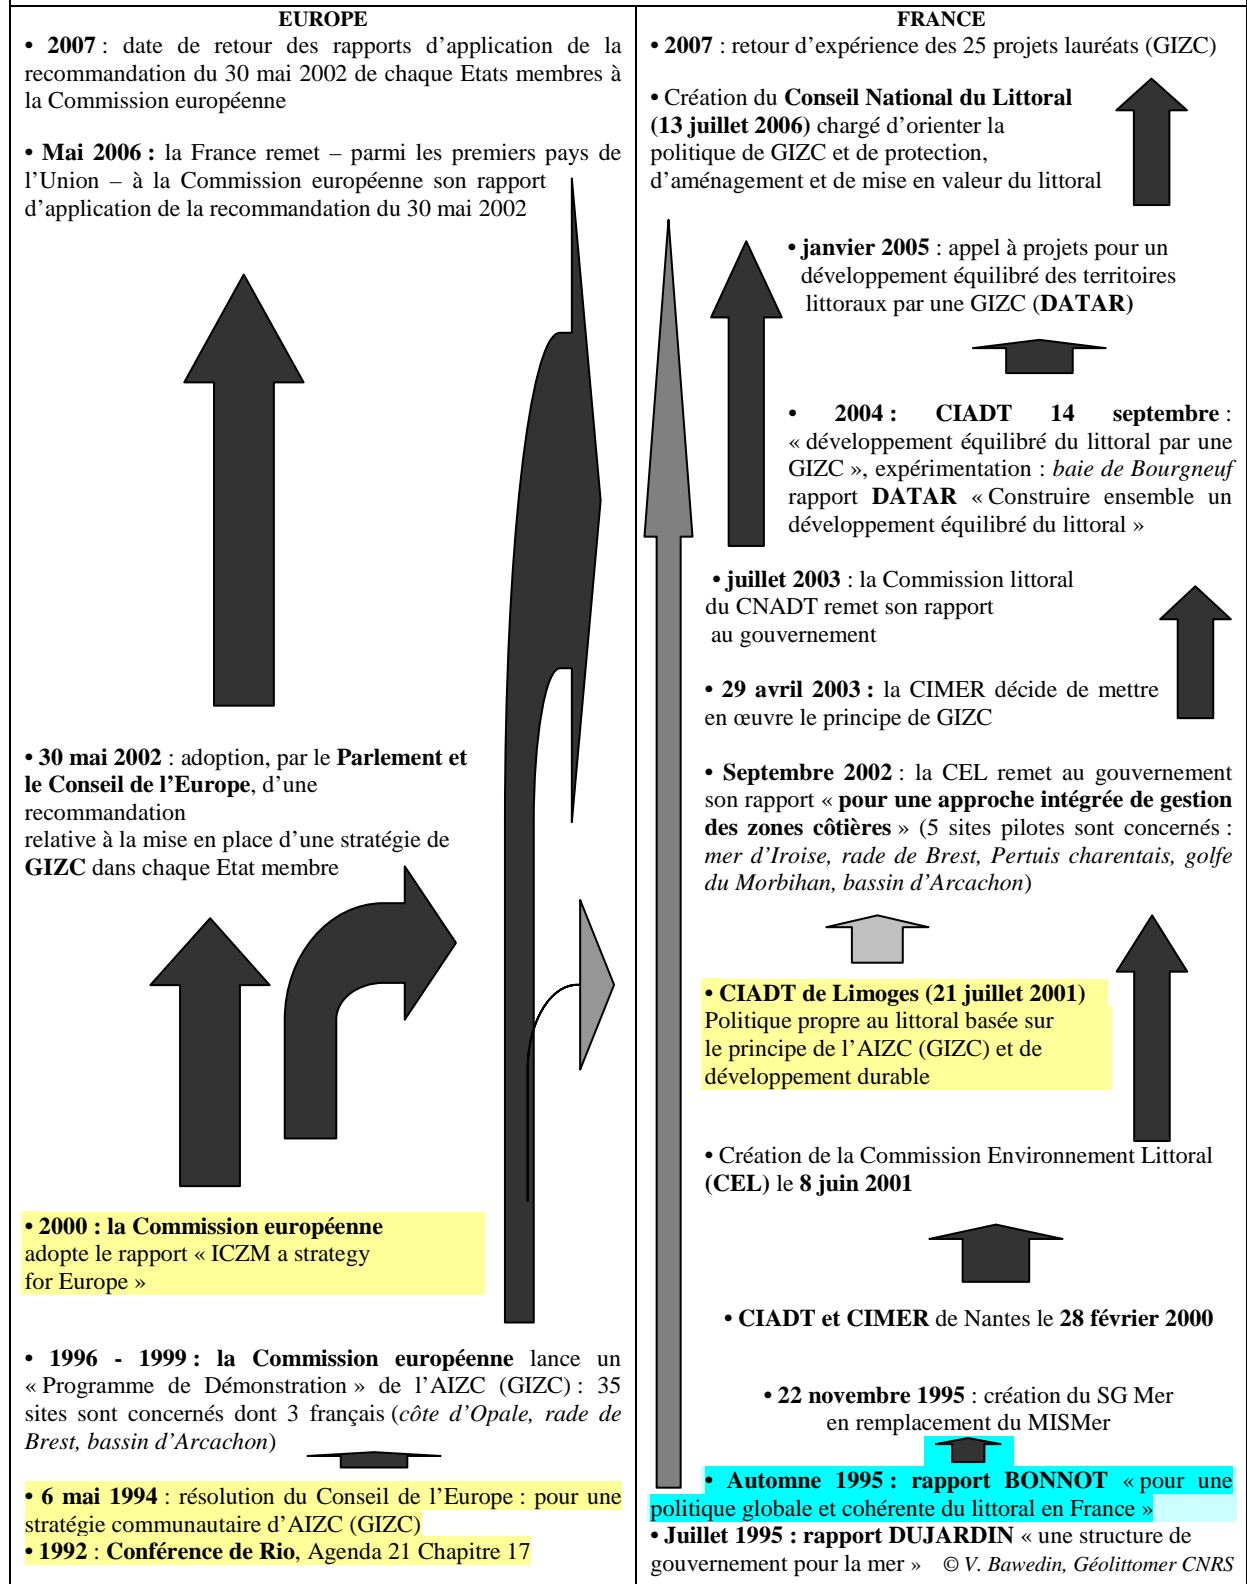 EUROPE
• 2007 : date de retour des rapports d’application de la
recommandation du 30 mai 2002 de chaque Etats membres à
la Commission européenne
• Mai 2006 : la France remet – parmi les premiers pays de
l’Union – à la Commission européenne son rapport
d’application de la recommandation du 30 mai 2002
• 30 mai 2002 : adoption, par le Parlement et
le Conseil de l’Europe, d’une
recommandation
relative à la mise en place d’une stratégie de
GIZC dans chaque Etat membre
• 2000 : la Commission européenne
adopte le rapport « ICZM a strategy
for Europe »
• 1996 - 1999 : la Commission européenne lance un
« Programme de Démonstration » de l’AIZC (GIZC) : 35
sites sont concernés dont 3 français (côte d’Opale, rade de
Brest, bassin d’Arcachon)
• 6 mai 1994 : résolution du Conseil de l’Europe : pour une
stratégie communautaire d’AIZC (GIZC)
• 1992 : Conférence de Rio, Agenda 21 Chapitre 17
FRANCE
• 2007 : retour d’expérience des 25 projets lauréats (GIZC)
• Création du Conseil National du Littoral
(13 juillet 2006) chargé d’orienter la
politique de GIZC et de protection,
d’aménagement et de mise en valeur du littoral
• janvier 2005 : appel à projets pour un
développement équilibré des territoires
littoraux par une GIZC (DATAR)
• 2004 : CIADT 14 septembre :
« développement équilibré du littoral par une
GIZC », expérimentation : baie de Bourgneuf
rapport DATAR « Construire ensemble un
développement équilibré du littoral »
• juillet 2003 : la Commission littoral
du CNADT remet son rapport
au gouvernement
• 29 avril 2003 : la CIMER décide de mettre
en œuvre le principe de GIZC
• Septembre 2002 : la CEL remet au gouvernement
son rapport « pour une approche intégrée de gestion
des zones côtières » (5 sites pilotes sont concernés :
mer d’Iroise, rade de Brest, Pertuis charentais, golfe
du Morbihan, bassin d’Arcachon)
• CIADT de Limoges (21 juillet 2001)
Politique propre au littoral basée sur
le principe de l’AIZC (GIZC) et de
développement durable
• Création de la Commission Environnement Littoral
(CEL) le 8 juin 2001
• CIADT et CIMER de Nantes le 28 février 2000
• 22 novembre 1995 : création du SG Mer
en remplacement du MISMer
• Automne 1995 : rapport BONNOT « pour une
politique globale et cohérente du littoral en France »
• Juillet 1995 : rapport DUJARDIN « une structure de
gouvernement pour la mer » © V. Bawedin, Géolittomer CNRS